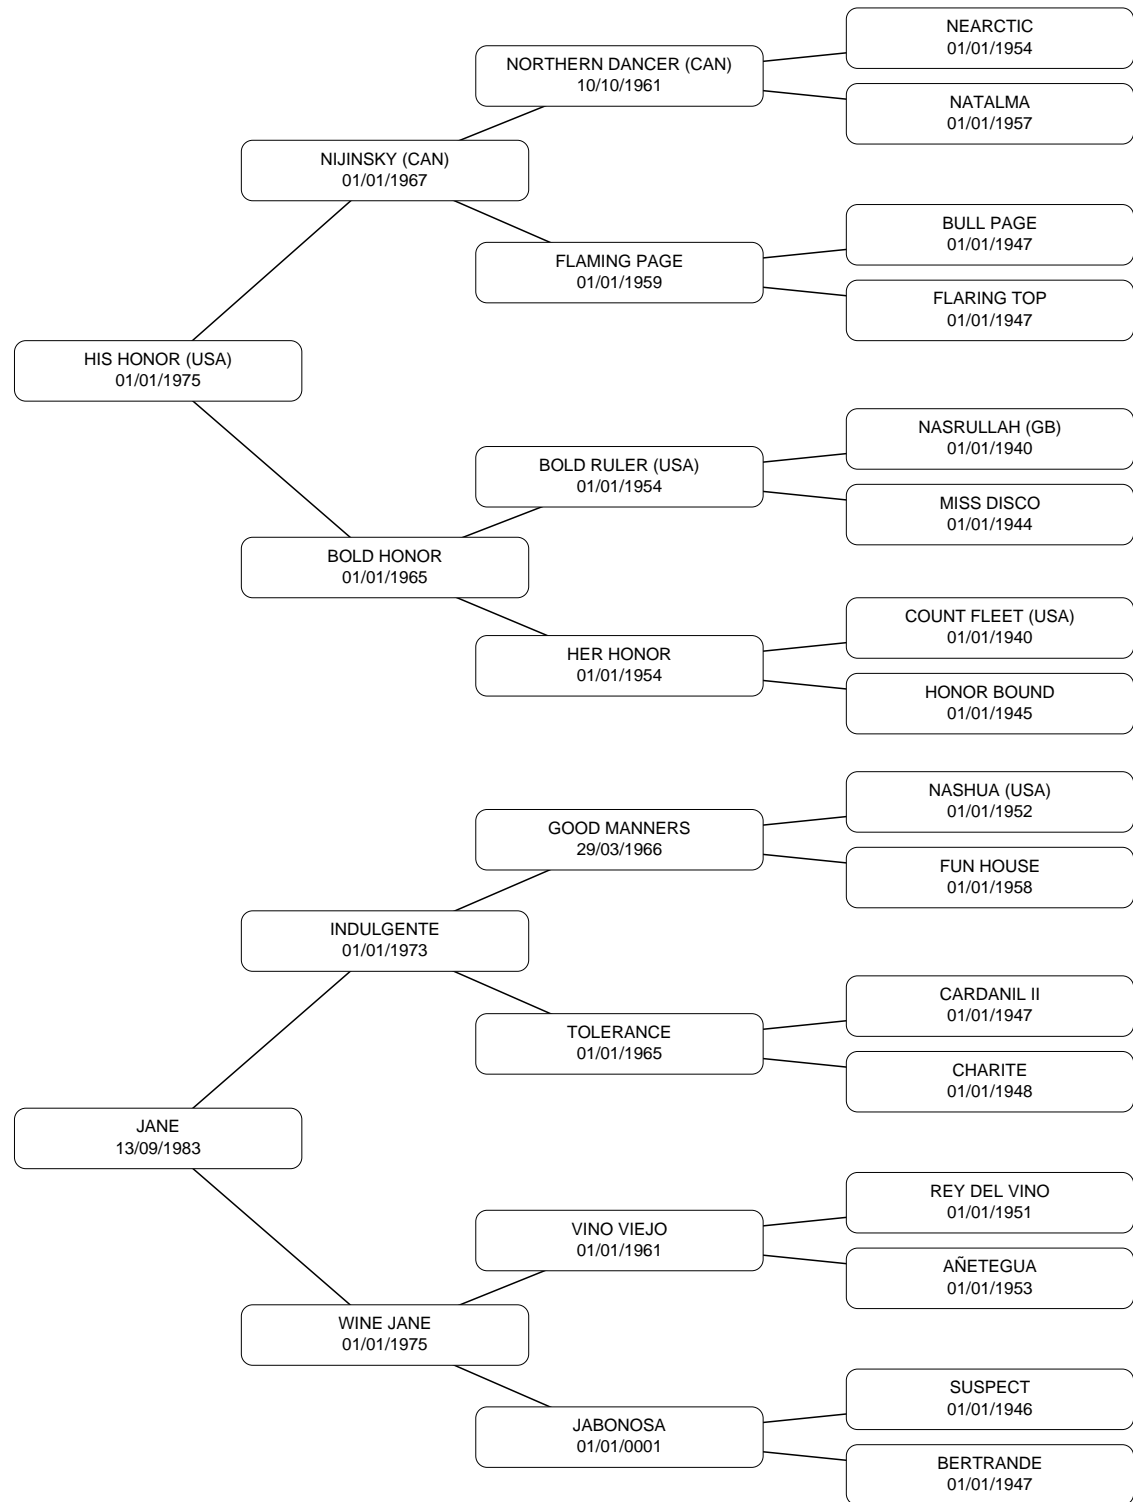 NEARCTIC
01/01/1954
NORTHERN DANCER (CAN)
10/10/1961
NATALMA
01/01/1957
NIJINSKY (CAN)
01/01/1967
BULL PAGE
01/01/1947
FLAMING PAGE
01/01/1959
FLARING TOP
01/01/1947
HIS HONOR (USA)
01/01/1975
NASRULLAH (GB)
01/01/1940
BOLD RULER (USA)
01/01/1954
MISS DISCO
01/01/1944
BOLD HONOR
01/01/1965
COUNT FLEET (USA)
01/01/1940
HER HONOR
01/01/1954
HONOR BOUND
01/01/1945
NASHUA (USA)
01/01/1952
GOOD MANNERS
29/03/1966
FUN HOUSE
01/01/1958
INDULGENTE
01/01/1973
CARDANIL II
01/01/1947
TOLERANCE
01/01/1965
CHARITE
01/01/1948
JANE
13/09/1983
REY DEL VINO
01/01/1951
VINO VIEJO
01/01/1961
AÑETEGUA
01/01/1953
WINE JANE
01/01/1975
SUSPECT
01/01/1946
JABONOSA
01/01/0001
BERTRANDE
01/01/1947